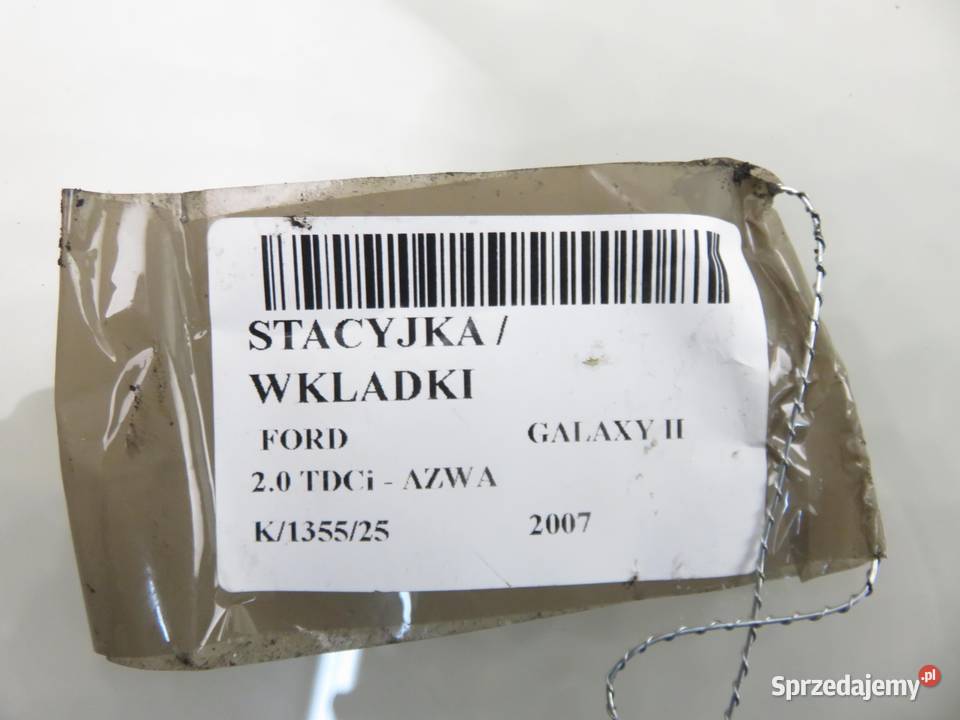 STACYJKA /
WKLADKI
FORD GALAXY II
2.0 TDCi - AZWA
K/1355/25 2007
Sprzedajemy.pl